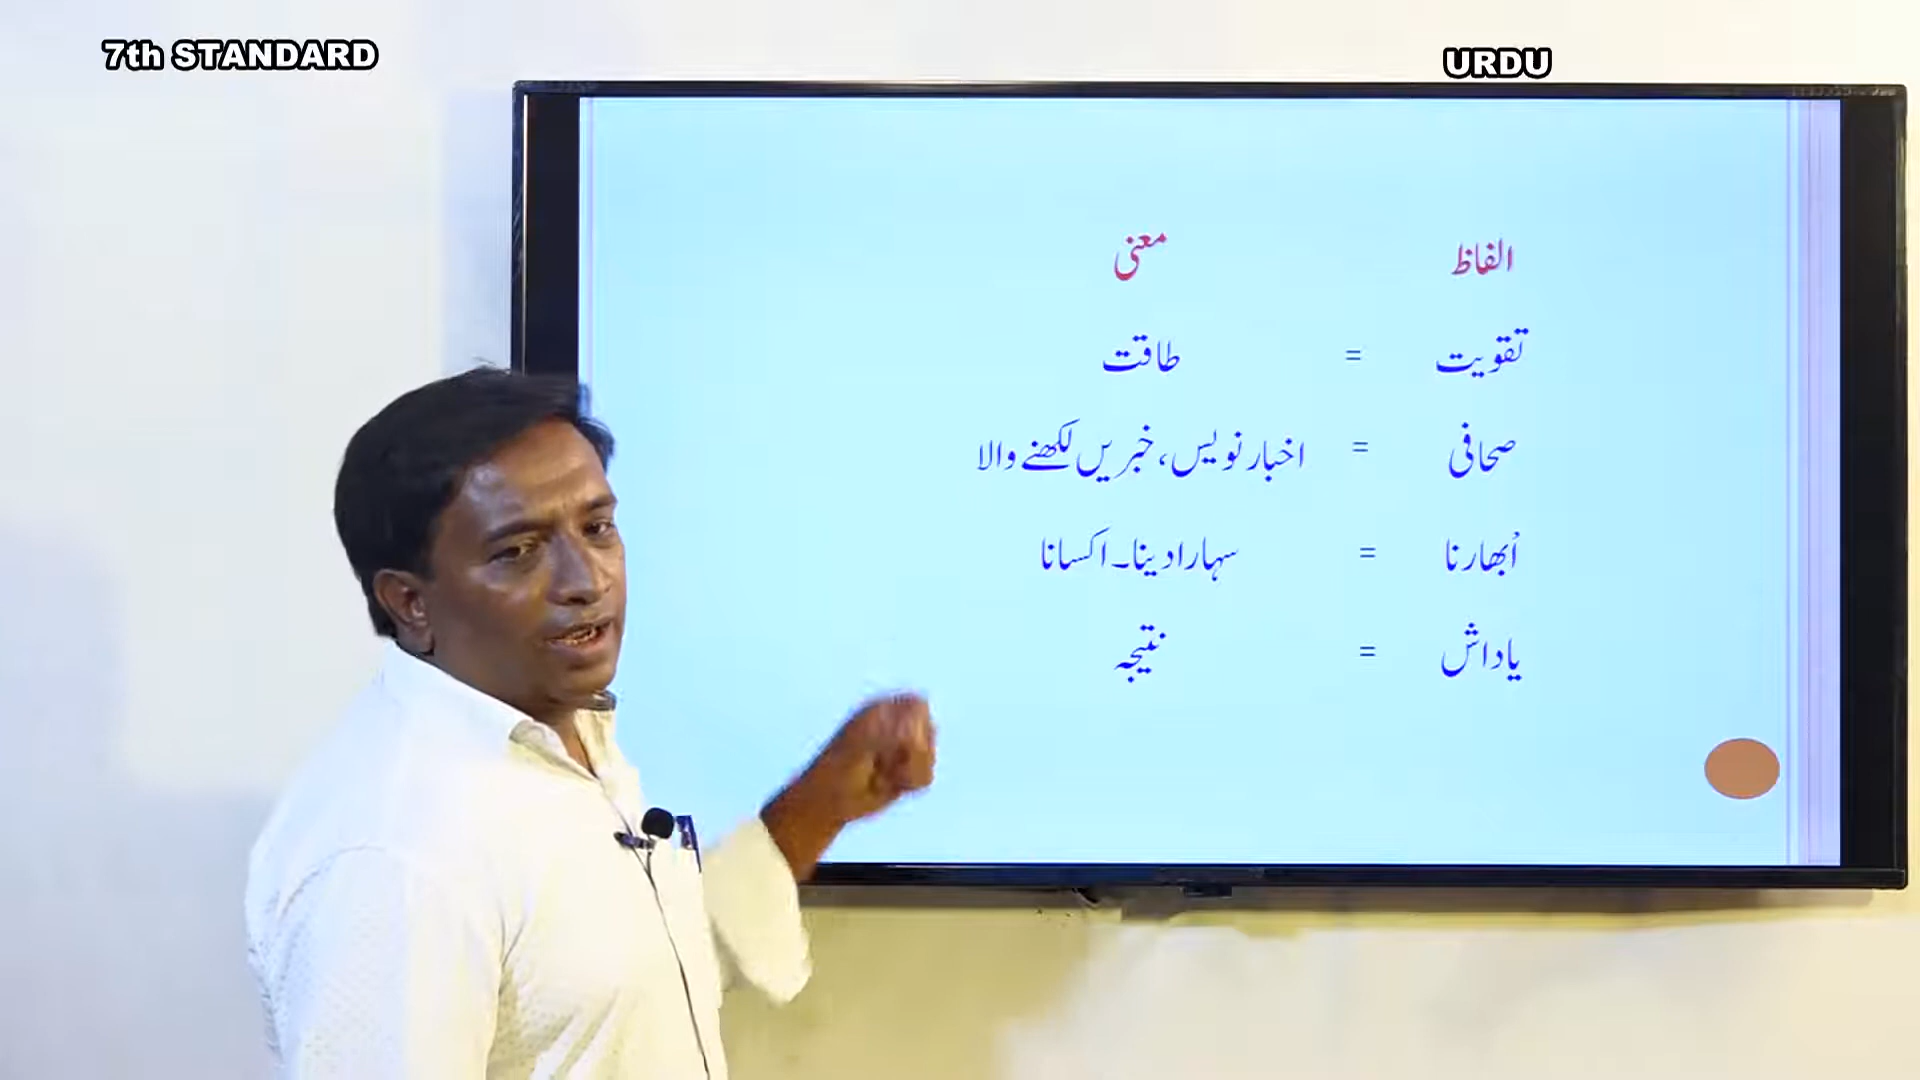 7th STANDARD
URDU
الفاظ معنی
تقویت = طاقت
صحافی = اخبار نویس، خبریں لکھنے والا
اُبھارنا = سہارا دینا۔ اکسانا
یاداش = نتیجہ